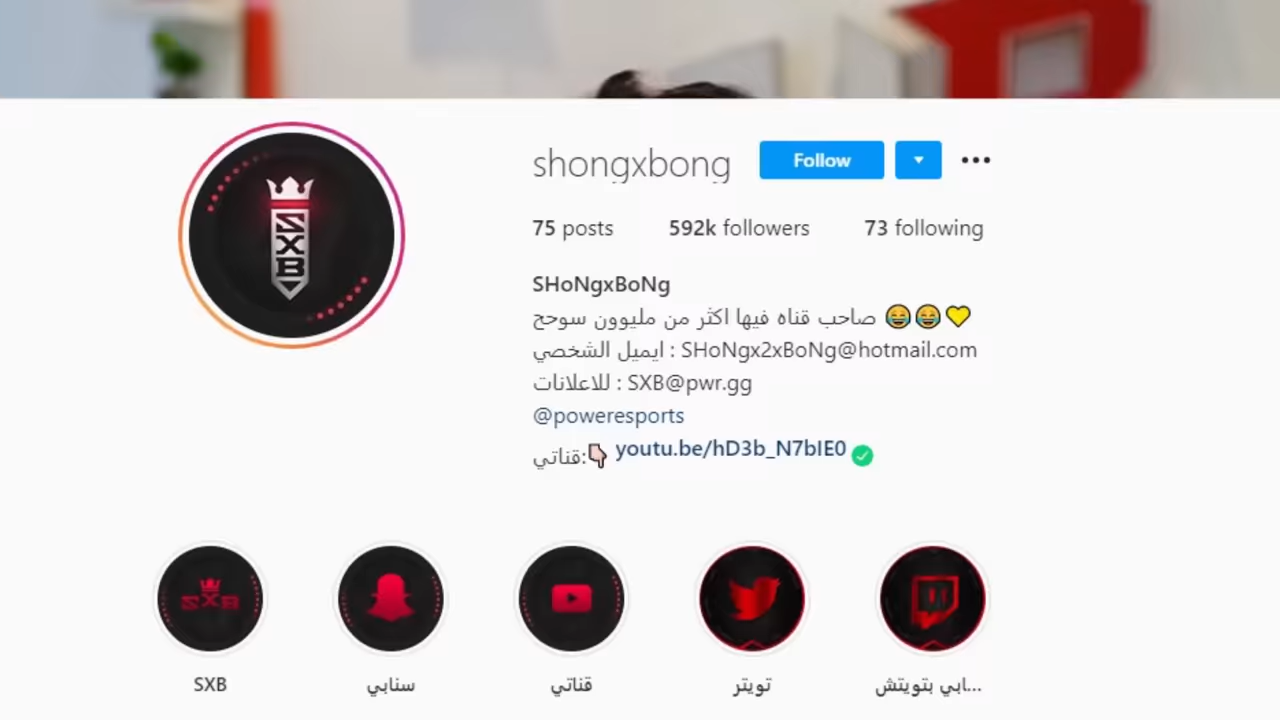 SXB
shongxbong
Follow
75 posts 592k followers 73 following
SHoNgxBoNg
صاحب قناه فيها اكثر من مليوون سوحح 😂😂💛
ايميل الشخصي : SHoNgx2xBoNg@hotmail.com
للاعلانات : SXB@pwr.gg
@poweresports
قناتي:👇🏻 youtu.be/hD3b_N7bIE0
SXB
SXB سنابي قناتي تويتر ...ابي بتويتش